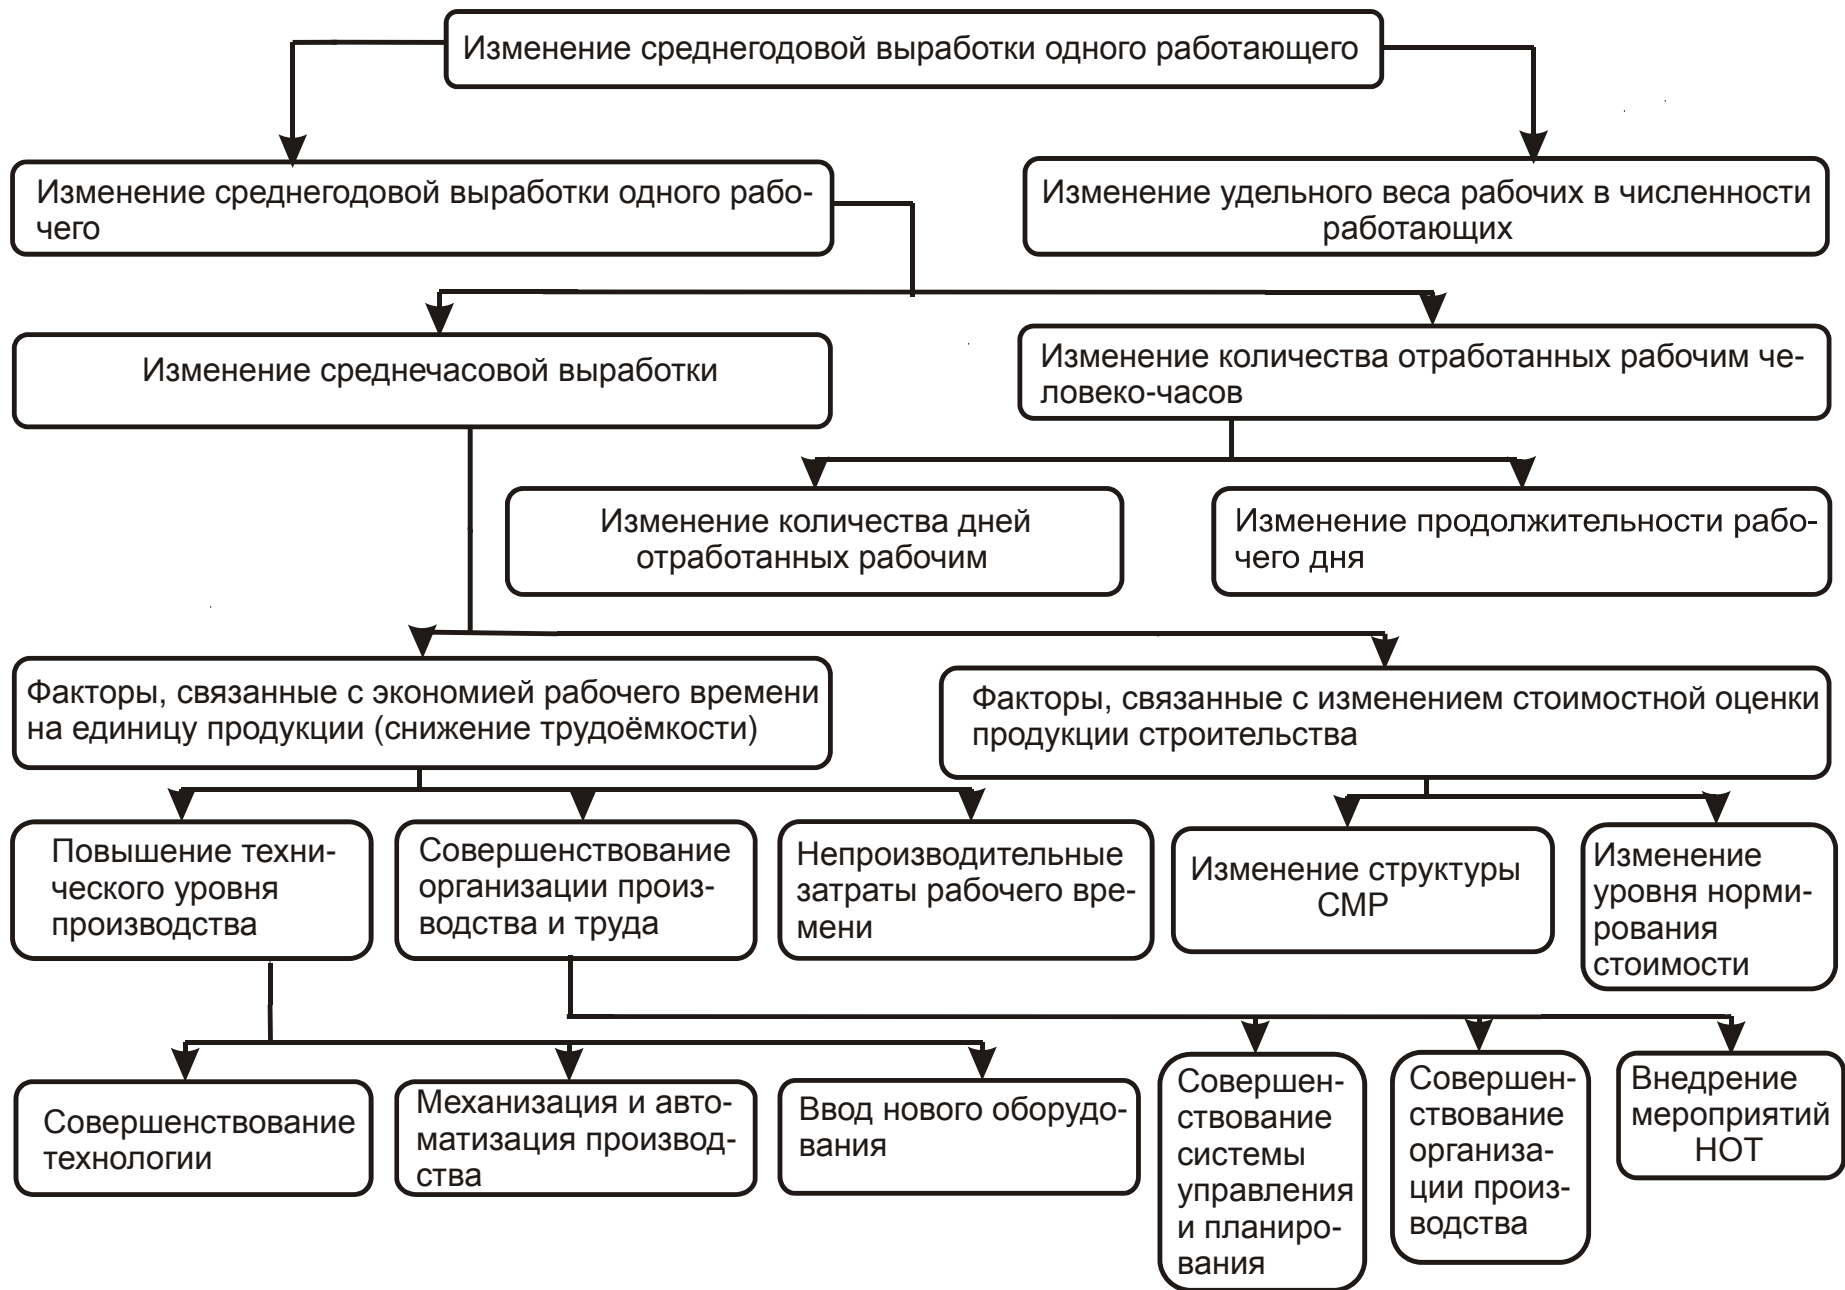 Изменение среднегодовой выработки одного работающего
Изменение среднегодовой выработки одного рабо-
чего
Изменение удельного веса рабочих в численности
работающих
Изменение среднечасовой выработки
Изменение количества отработанных рабочим че-
ловеко-часов
Изменение количества дней
отработанных рабочим
Изменение продолжительности рабо-
чего дня
Факторы, связанные с экономией рабочего времени
на единицу продукции (снижение трудоёмкости)
Факторы, связанные с изменением стоимостной оценки
продукции строительства
Повышение техни-
ческого уровня
производства
Совершенствование
организации произ-
водства и труда
Непроизводительные
затраты рабочего вре-
мени
Изменение структуры
СМР
Изменение
уровня норми-
рования
стоимости
Совершенствование
технологии
Механизация и авто-
матизация производ-
ства
Ввод нового оборудо-
вания
Совершен-
ствование
системы
управления
и планиро-
вания
Совершен-
ствование
организа-
ции произ-
водства
Внедрение
мероприятий
НОТ